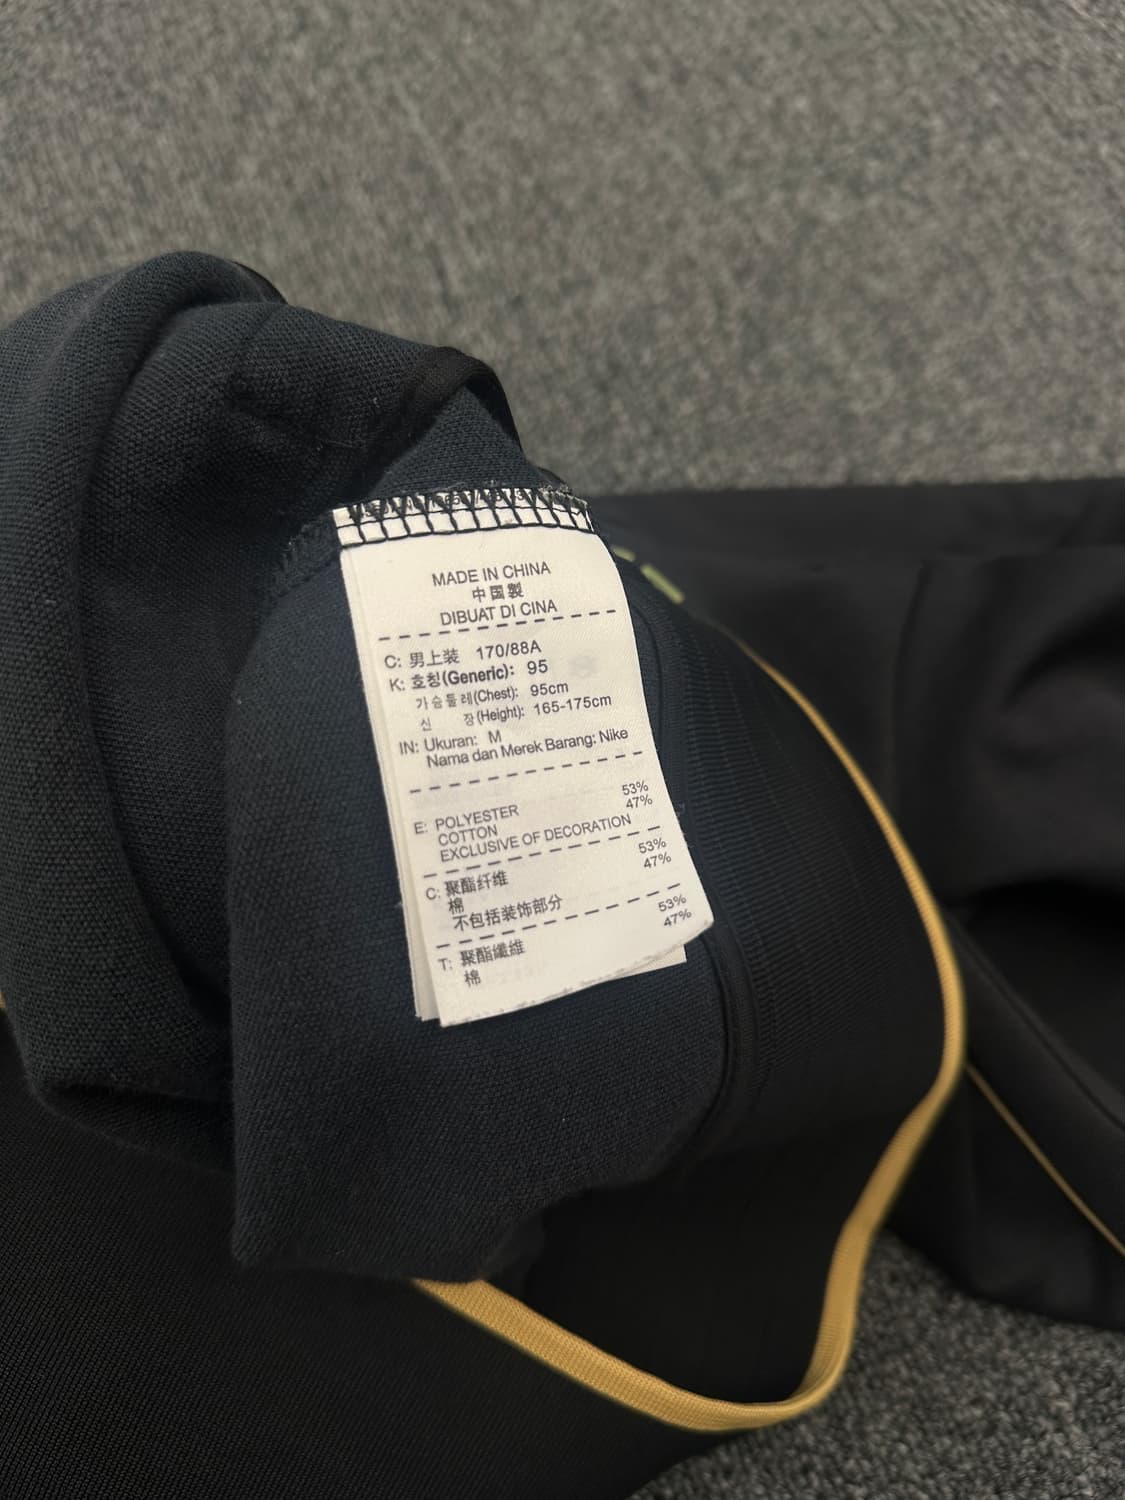 MADE IN CHINA
中国製
DIBUAT DI CINA
C: 男上装 170/88A
K: 호칭(Generic): 95
가슴둘레(Chest): 95cm
신 장(Height): 165-175cm
IN: Ukuran: M
Nama dan Merek Barang: Nike
E: POLYESTER 53%
COTTON 47%
EXCLUSIVE OF DECORATION
C: 聚酯纤维 53%
棉 47%
不包括装饰部分
T: 聚酯纖維 53%
棉 47%